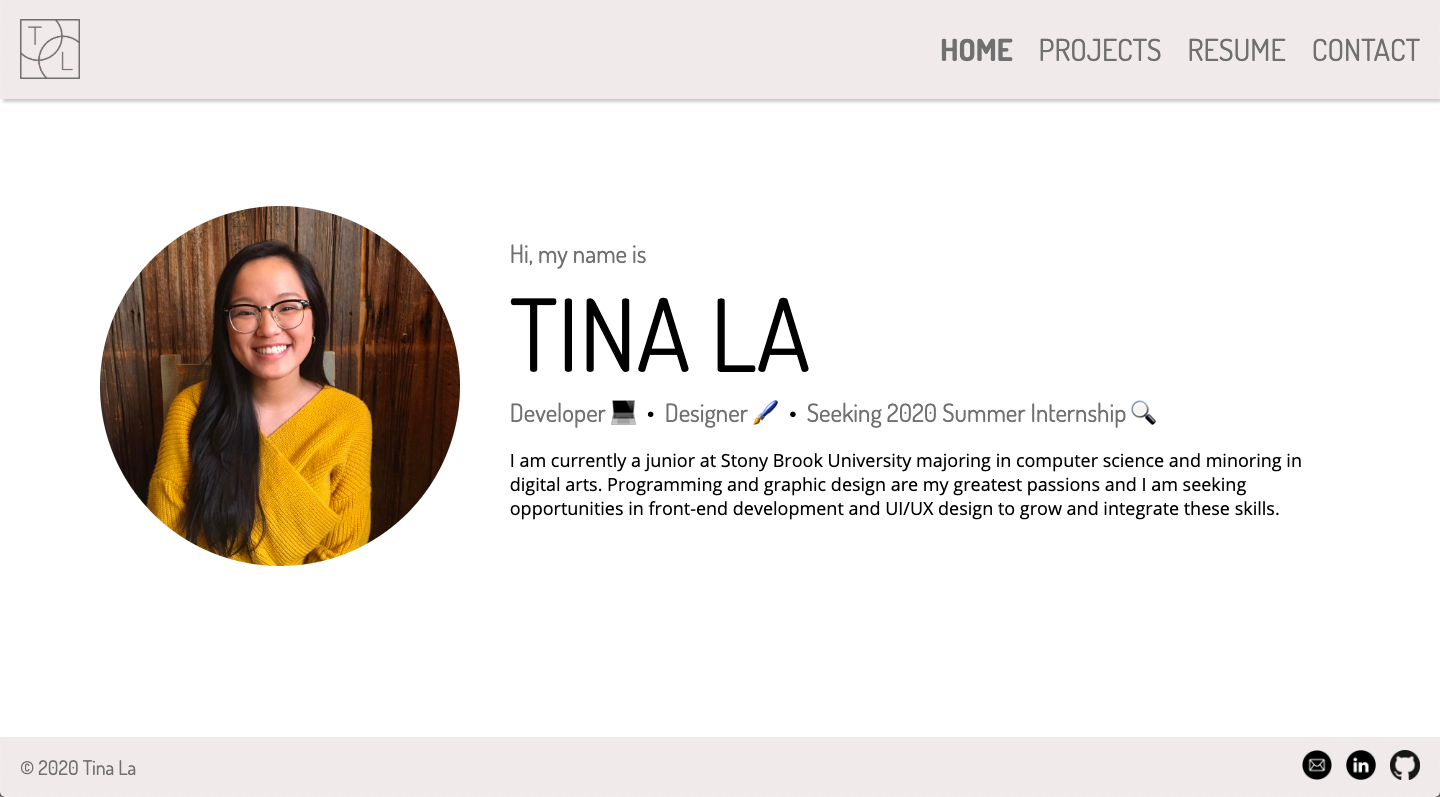 T
L
HOME PROJECTS RESUME CONTACT
Hi, my name is
TINA LA
Developer 💻 • Designer 🖌️ • Seeking 2020 Summer Internship 🔍
I am currently a junior at Stony Brook University majoring in computer science and minoring in
digital arts. Programming and graphic design are my greatest passions and I am seeking
opportunities in front-end development and UI/UX design to grow and integrate these skills.
© 2020 Tina La
in